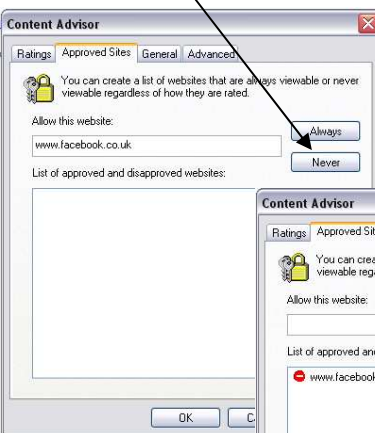 Content Advisor
Ratings Approved Sites General Advanced
You can create a list of websites that are always viewable or never
viewable regardless of how they are rated.
Allow this website:
Always
www.facebook.co.uk
Never
List of approved and disapproved websites:
OK C
Content Advisor
Ratings Approved Sit
You can crea
viewable rega
Allow this website:
List of approved an
www.facebook